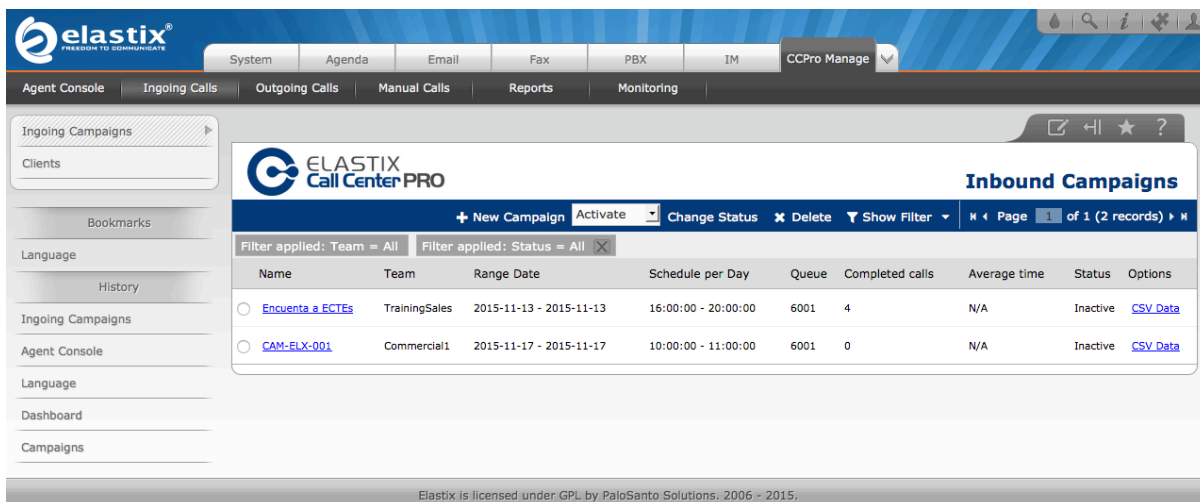 elastix®
FREEDOM TO COMMUNICATE
System Agenda Email Fax PBX IM CCPro Manage
Agent Console Ingoing Calls Outgoing Calls Manual Calls Reports Monitoring
Ingoing Campaigns
Clients
Bookmarks
Language
History
Ingoing Campaigns
Agent Console
Language
Dashboard
Campaigns
ELASTIX
Call Center PRO
Inbound Campaigns
New Campaign Activate Change Status Delete Show Filter Page 1 of 1 (2 records)
Filter applied: Team = All Filter applied: Status = All X
Name Team Range Date Schedule per Day Queue Completed calls Average time Status Options
Encuenta a ECTEs TrainingSales 2015-11-13 - 2015-11-13 16:00:00 - 20:00:00 6001 4 N/A Inactive CSV Data
CAM-ELX-001 Commercial1 2015-11-17 - 2015-11-17 10:00:00 - 11:00:00 6001 0 N/A Inactive CSV Data
Elastix is licensed under GPL by PaloSanto Solutions. 2006 - 2015.